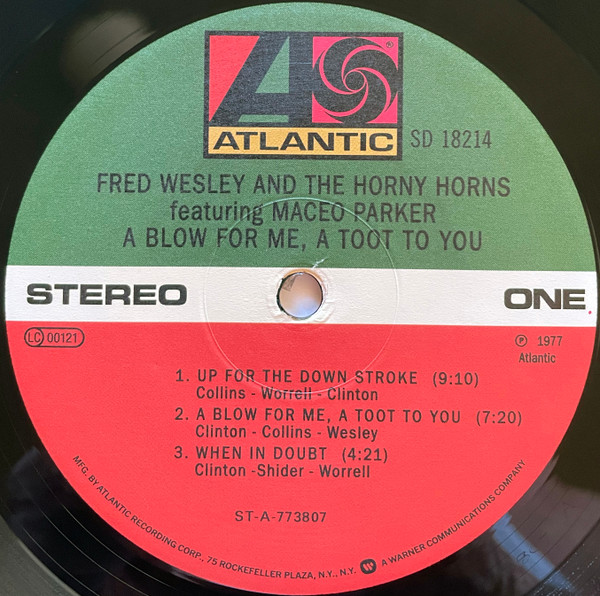 ATLANTIC
®
SD 18214
FRED WESLEY AND THE HORNY HORNS
featuring MACEO PARKER
A BLOW FOR ME, A TOOT TO YOU
STEREO
ONE
LC 00121
℗ 1977
Atlantic
1. UP FOR THE DOWN STROKE (9:10)
Collins - Worrell - Clinton
2. A BLOW FOR ME, A TOOT TO YOU (7:20)
Clinton - Collins - Wesley
3. WHEN IN DOUBT (4:21)
Clinton -Shider - Worrell
ST-A-773807
MFG. BY ATLANTIC RECORDING CORP., 75 ROCKEFELLER PLAZA, N.Y., N.Y. A WARNER COMMUNICATIONS COMPANY